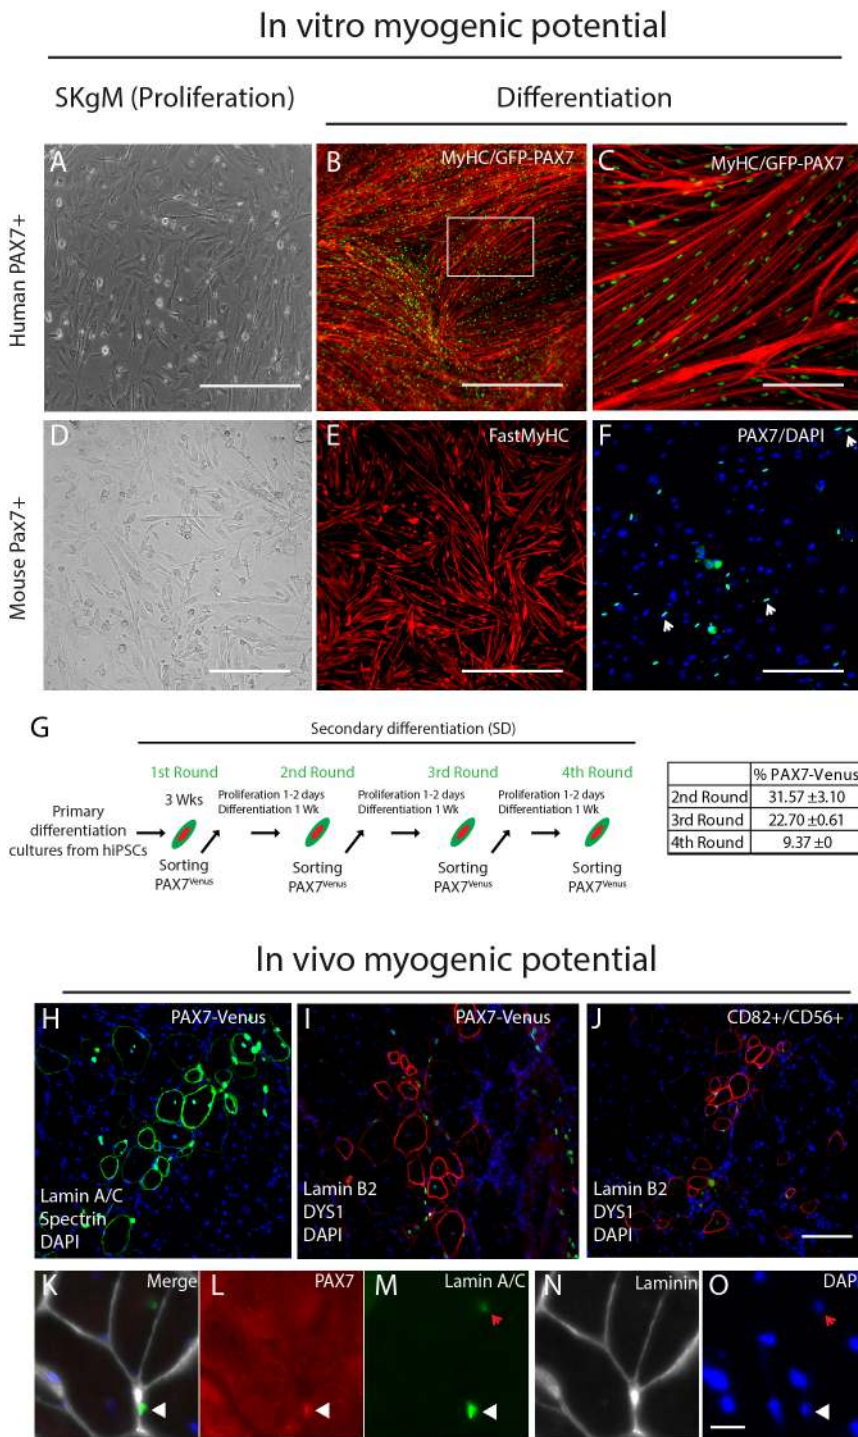 In vitro myogenic potential
SKgM (Proliferation)
Differentiation
Human PAX7+
A
B
MyHC/GFP-PAX7
C
MyHC/GFP-PAX7
Mouse Pax7+
D
E
FastMyHC
F
PAX7/DAPI
G
Secondary differentiation (SD)
1st Round
2nd Round
3rd Round
4th Round
Primary
differentiation
cultures from hiPSCs
3 Wks
Sorting
PAX7Venus
Proliferation 1-2 days
Differentiation 1 Wk
Sorting
PAX7Venus
Proliferation 1-2 days
Differentiation 1 Wk
Sorting
PAX7Venus
Proliferation 1-2 days
Differentiation 1 Wk
Sorting
PAX7Venus
% PAX7-Venus
2nd Round 31.57 ±3.10
3rd Round 22.70 ±0.61
4th Round 9.37 ±0
In vivo myogenic potential
H
PAX7-Venus
Lamin A/C
Spectrin
DAPI
I
PAX7-Venus
Lamin B2
DYS1
DAPI
J
CD82+/CD56+
Lamin B2
DYS1
DAPI
K
Merge
L
PAX7
M
Lamin A/C
N
Laminin
O
DAP